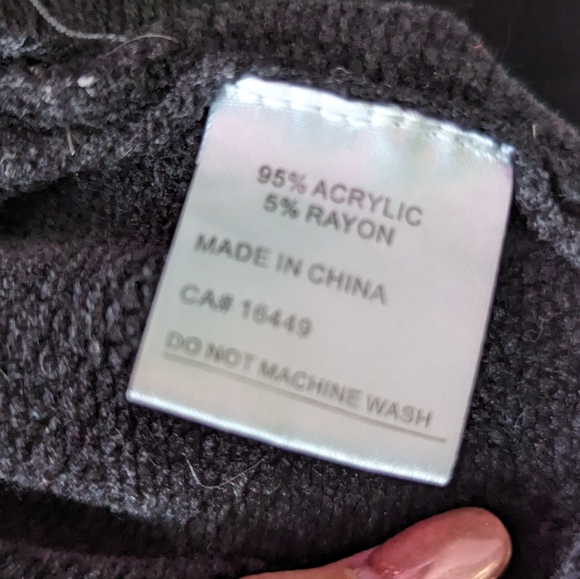 95% ACRYLIC
5% RAYON
MADE IN CHINA
CA# 16449
DO NOT MACHINE WASH